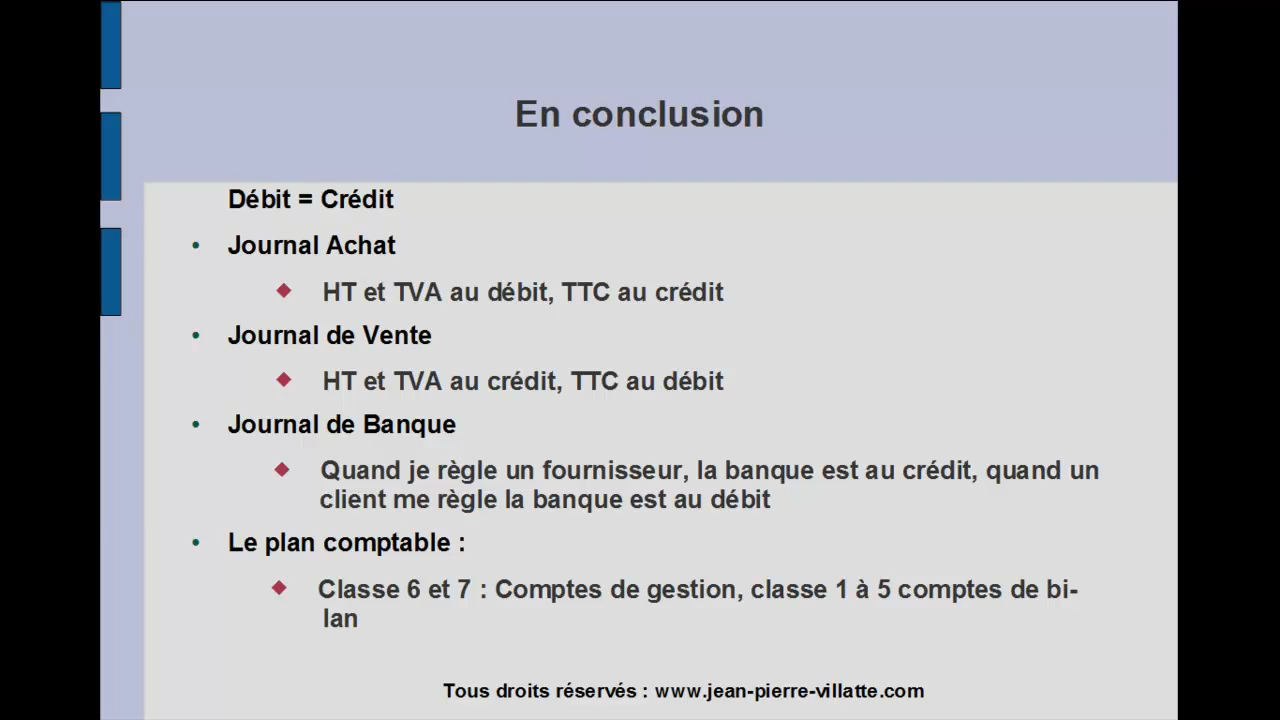 En conclusion
Débit = Crédit
• Journal Achat
◆ HT et TVA au débit, TTC au crédit
• Journal de Vente
◆ HT et TVA au crédit, TTC au débit
• Journal de Banque
◆ Quand je règle un fournisseur, la banque est au crédit, quand un
client me règle la banque est au débit
• Le plan comptable :
◆ Classe 6 et 7 : Comptes de gestion, classe 1 à 5 comptes de bi-
lan
Tous droits réservés : www.jean-pierre-villatte.com